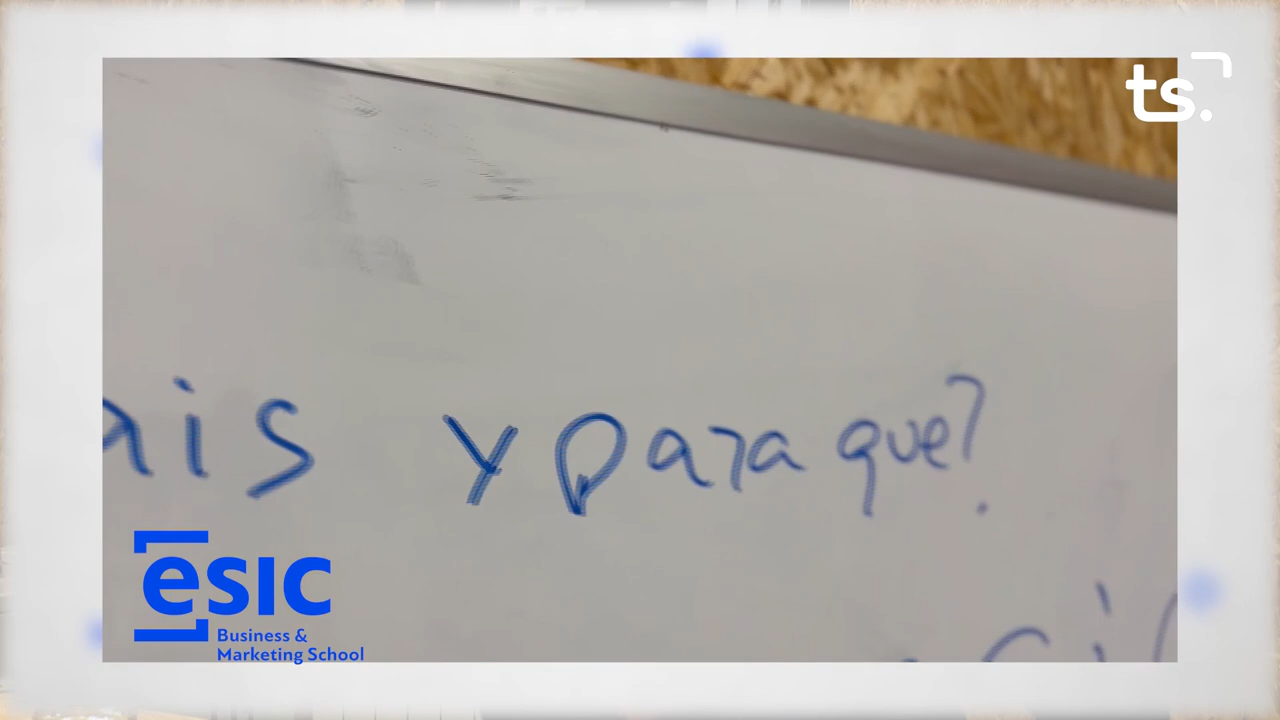 ts.
ais y para que?
esic
Business &
Marketing School